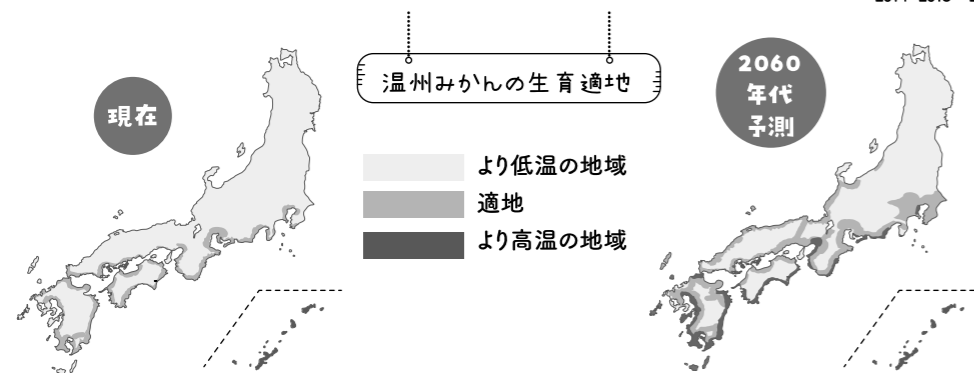 温州みかんの生育適地
現在
2060
年代
予測
より低温の地域
適地
より高温の地域